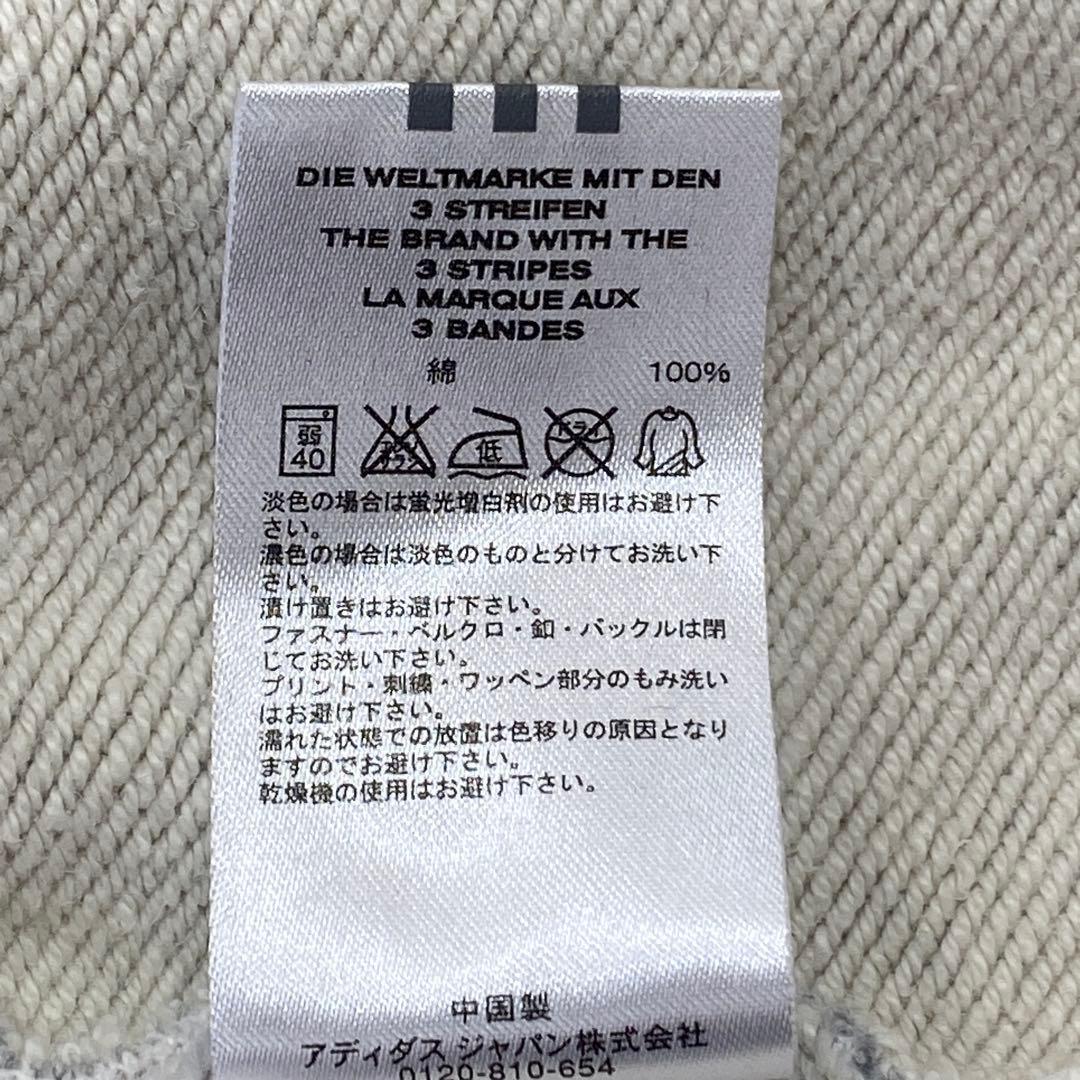 DIE WELTMARKE MIT DEN
3 STREIFEN
THE BRAND WITH THE
3 STRIPES
LA MARQUE AUX
3 BANDES
綿 100%
弱 40 エンソ サラシ 低 ドライ
淡色の場合は蛍光増白剤の使用はお避け下
さい。
濃色の場合は淡色のものと分けてお洗い下
さい。
漬け置きはお避け下さい。
ファスナー・ベルクロ・釦・バックルは閉
じてお洗い下さい。
プリント・刺繍・ワッペン部分のもみ洗い
はお避け下さい。
濡れた状態での放置は色移りの原因となり
ますのでお避け下さい。
乾燥機の使用はお避け下さい。
中国製
アディダス ジャパン株式会社
0120-810-654